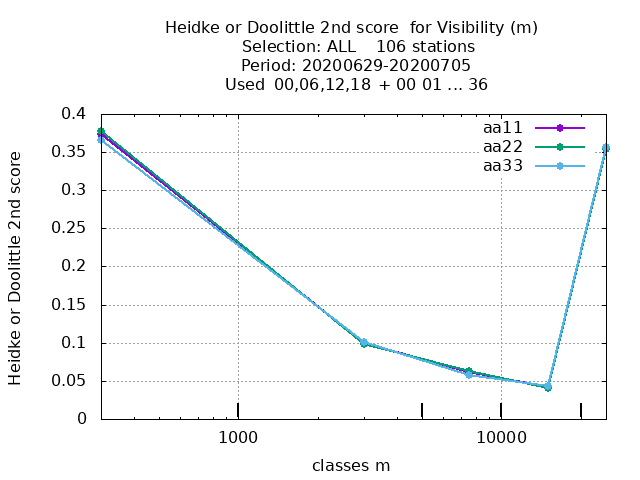 Heidke or Doolittle 2nd score  for Visibility (m)
Selection: ALL    106 stations
Period: 20200629-20200705
Used  00,06,12,18 + 00 01 ... 36
aa11
aa22
aa33
0.4
0.35
0.3
0.25
0.2
0.15
0.1
0.05
0
Heidke or Doolittle 2nd score
1000
10000
classes m